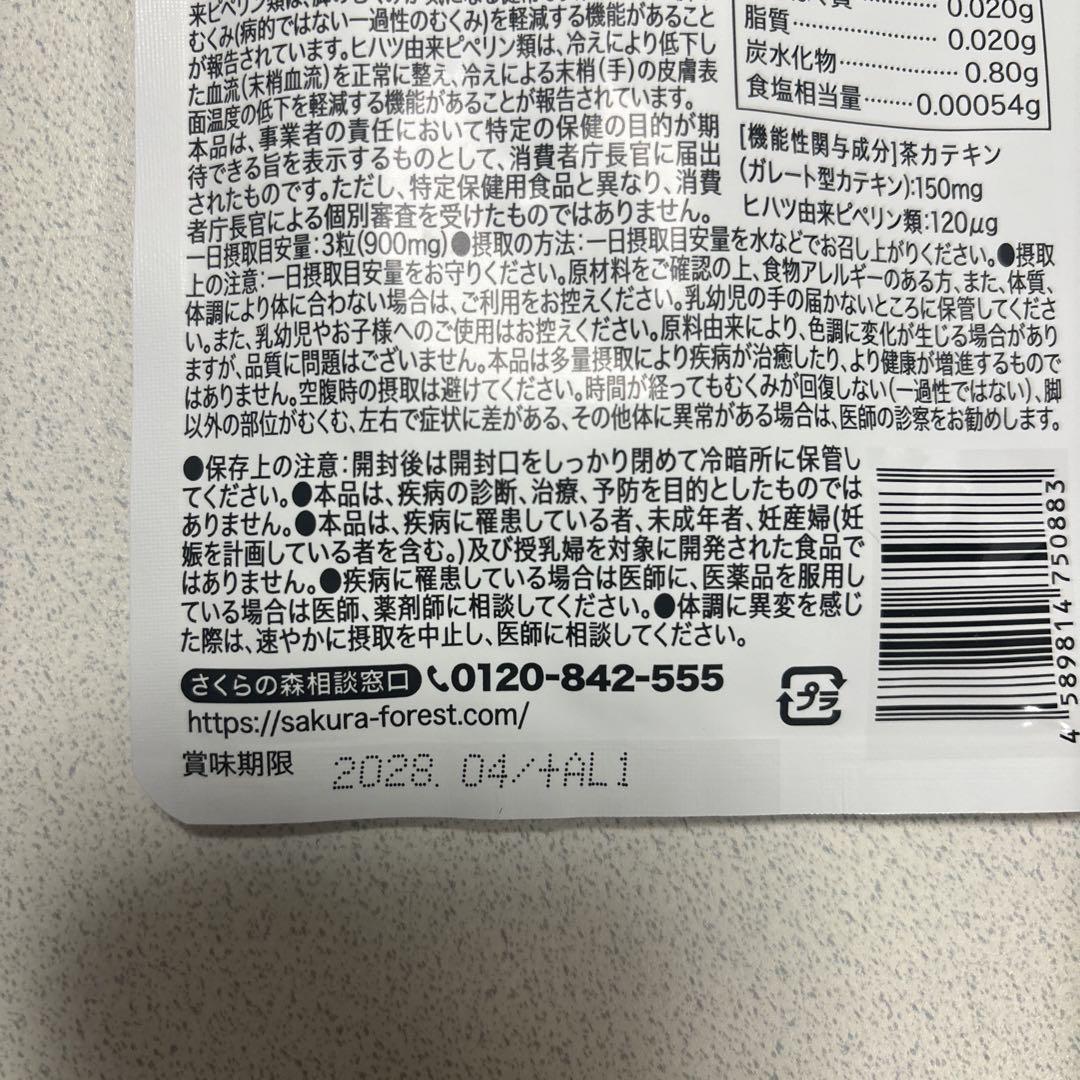 むくみ(病的ではない一過性のむくみ)を軽減する機能があること
が報告されています。ヒハツ由来ピペリン類は、冷えにより低下し
た血流(末梢血流)を正常に整え、冷えによる末梢(手)の皮膚表
面温度の低下を軽減する機能があることが報告されています。
本品は、事業者の責任において特定の保健の目的が期
待できる旨を表示するものとして、消費者庁長官に届出
されたものです。ただし、特定保健用食品と異なり、消費
者庁長官による個別審査を受けたものではありません。
0.020g
脂質
0.020g
炭水化物
0.80g
食塩相当量
0.00054g
[機能性関与成分]茶カテキン
(ガレート型カテキン):150mg
ヒハツ由来ピペリン類:120μg
一日摂取目安量:3粒(900mg)●摂取の方法:一日摂取目安量を水などでお召し上がりください。●摂取
上の注意:一日摂取目安量をお守りください。原材料をご確認の上、食物アレルギーのある方、また、体質、
体調により体に合わない場合は、ご利用をお控えください。乳幼児の手の届かないところに保管してくださ
い。また、乳幼児やお子様へのご使用はお控えください。原料由来により、色調に変化が生じる場合があり
ますが、品質に問題はございません。本品は多量摂取により疾病が治癒したり、より健康が増進するもので
はありません。空腹時の摂取は避けてください。時間が経ってもむくみが回復しない(一過性ではない)、脚
以外の部位がむくむ、左右で症状に差がある、その他体に異常がある場合は、医師の診察をお勧めします。
●保存上の注意:開封後は開封口をしっかり閉めて冷暗所に保管し
てください。●本品は、疾病の診断、治療、予防を目的としたものでは
ありません。●本品は、疾病に罹患している者、未成年者、妊産婦(妊
娠を計画している者を含む。)及び授乳婦を対象に開発された食品で
はありません。●疾病に罹患している場合は医師に、医薬品を服用し
ている場合は医師、薬剤師に相談してください。●体調に異変を感じ
た際は、速やかに摂取を中止し、医師に相談してください。
さくらの森相談窓口 0120-842-555
https://sakura-forest.com/
プラ
4 589814 750883
賞味期限 2028.04/†AL1